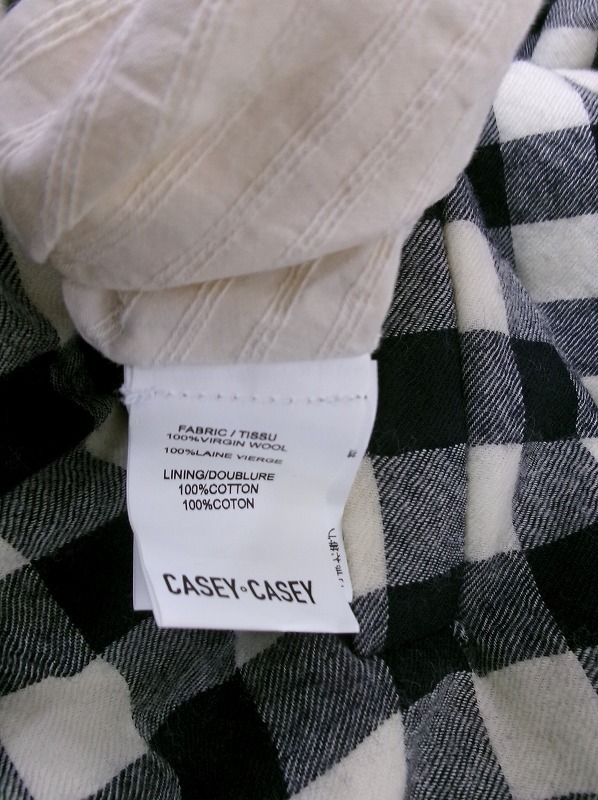 FABRIC / TISSU
100%VIRGIN WOOL
100%LAINE VIERGE
LINING/DOUBLURE
100%COTTON
100%COTON
CASEY·CASEY